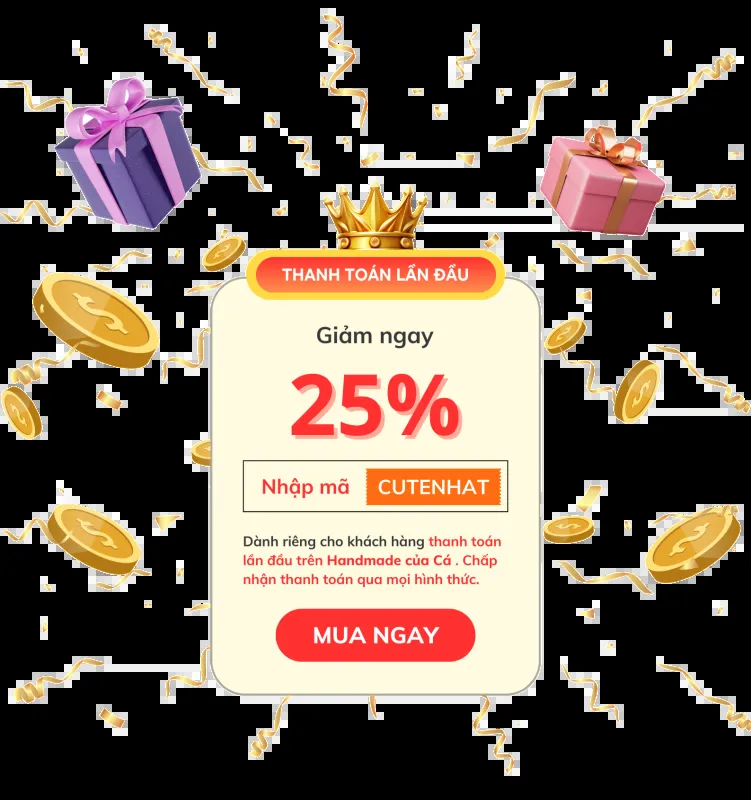 THANH TOÁN LẦN ĐẦU
Giảm ngay
25%
Nhập mã CUTENHAT
Dành riêng cho khách hàng thanh toán
lần đầu trên Handmade của Cá . Chấp
nhận thanh toán qua mọi hình thức.
MUA NGAY